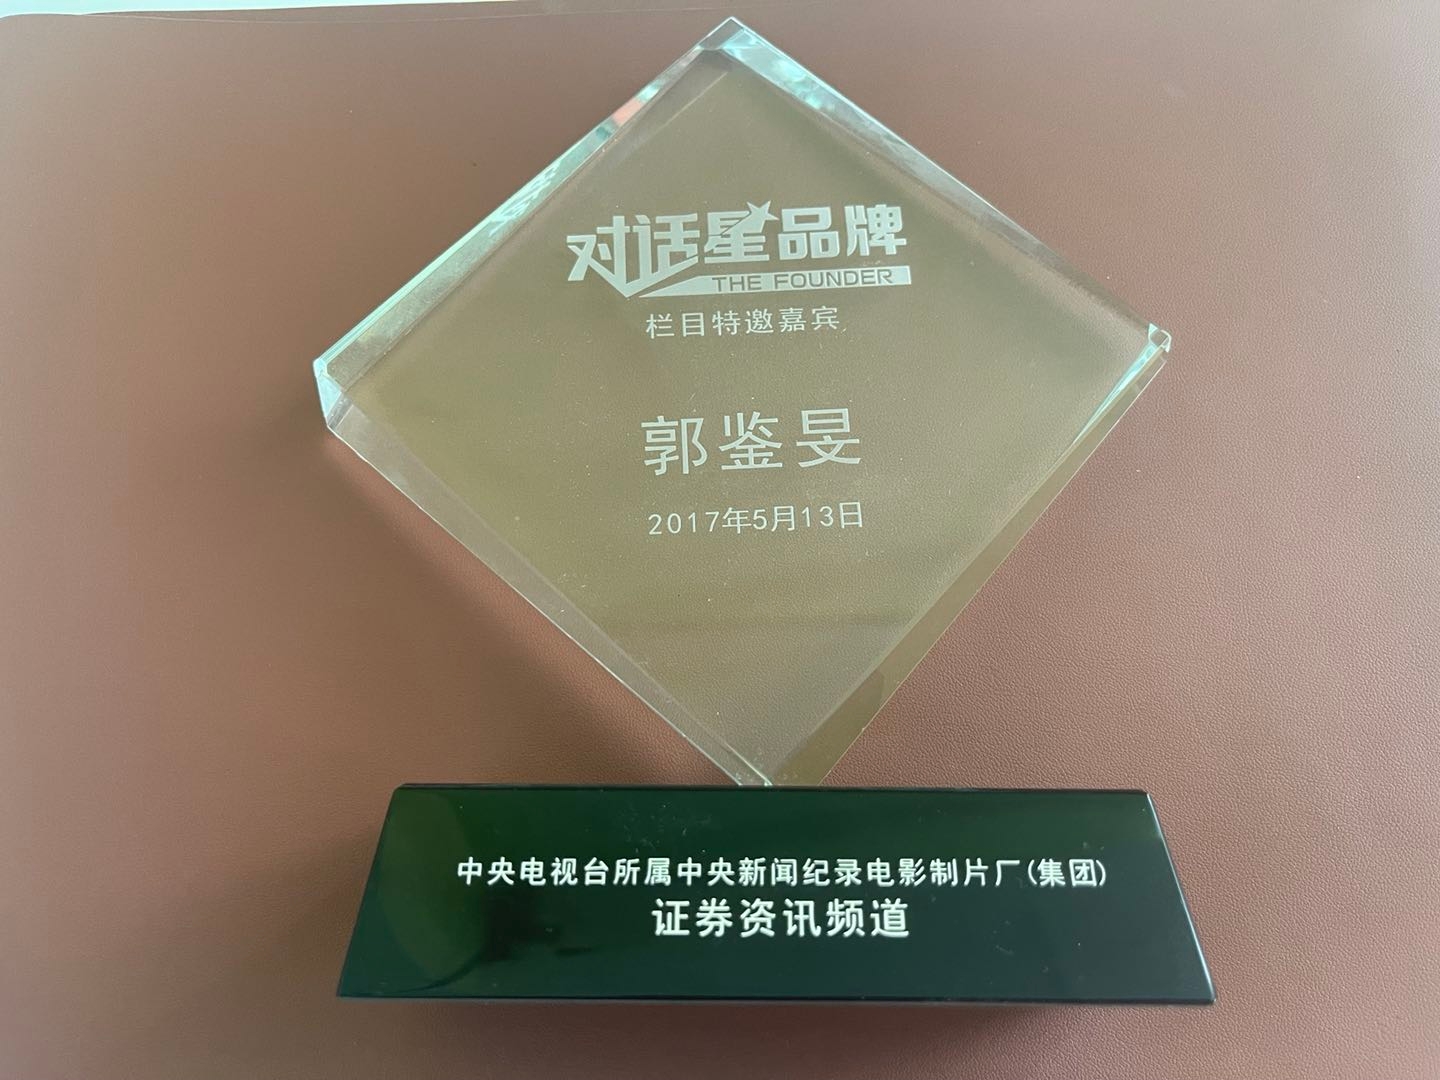 对话星品牌
THE FOUNDER
栏目特邀嘉宾
郭鉴旻
2017年5月13日
中央电视台所属中央新闻纪录电影制片厂(集团)
证券资讯频道